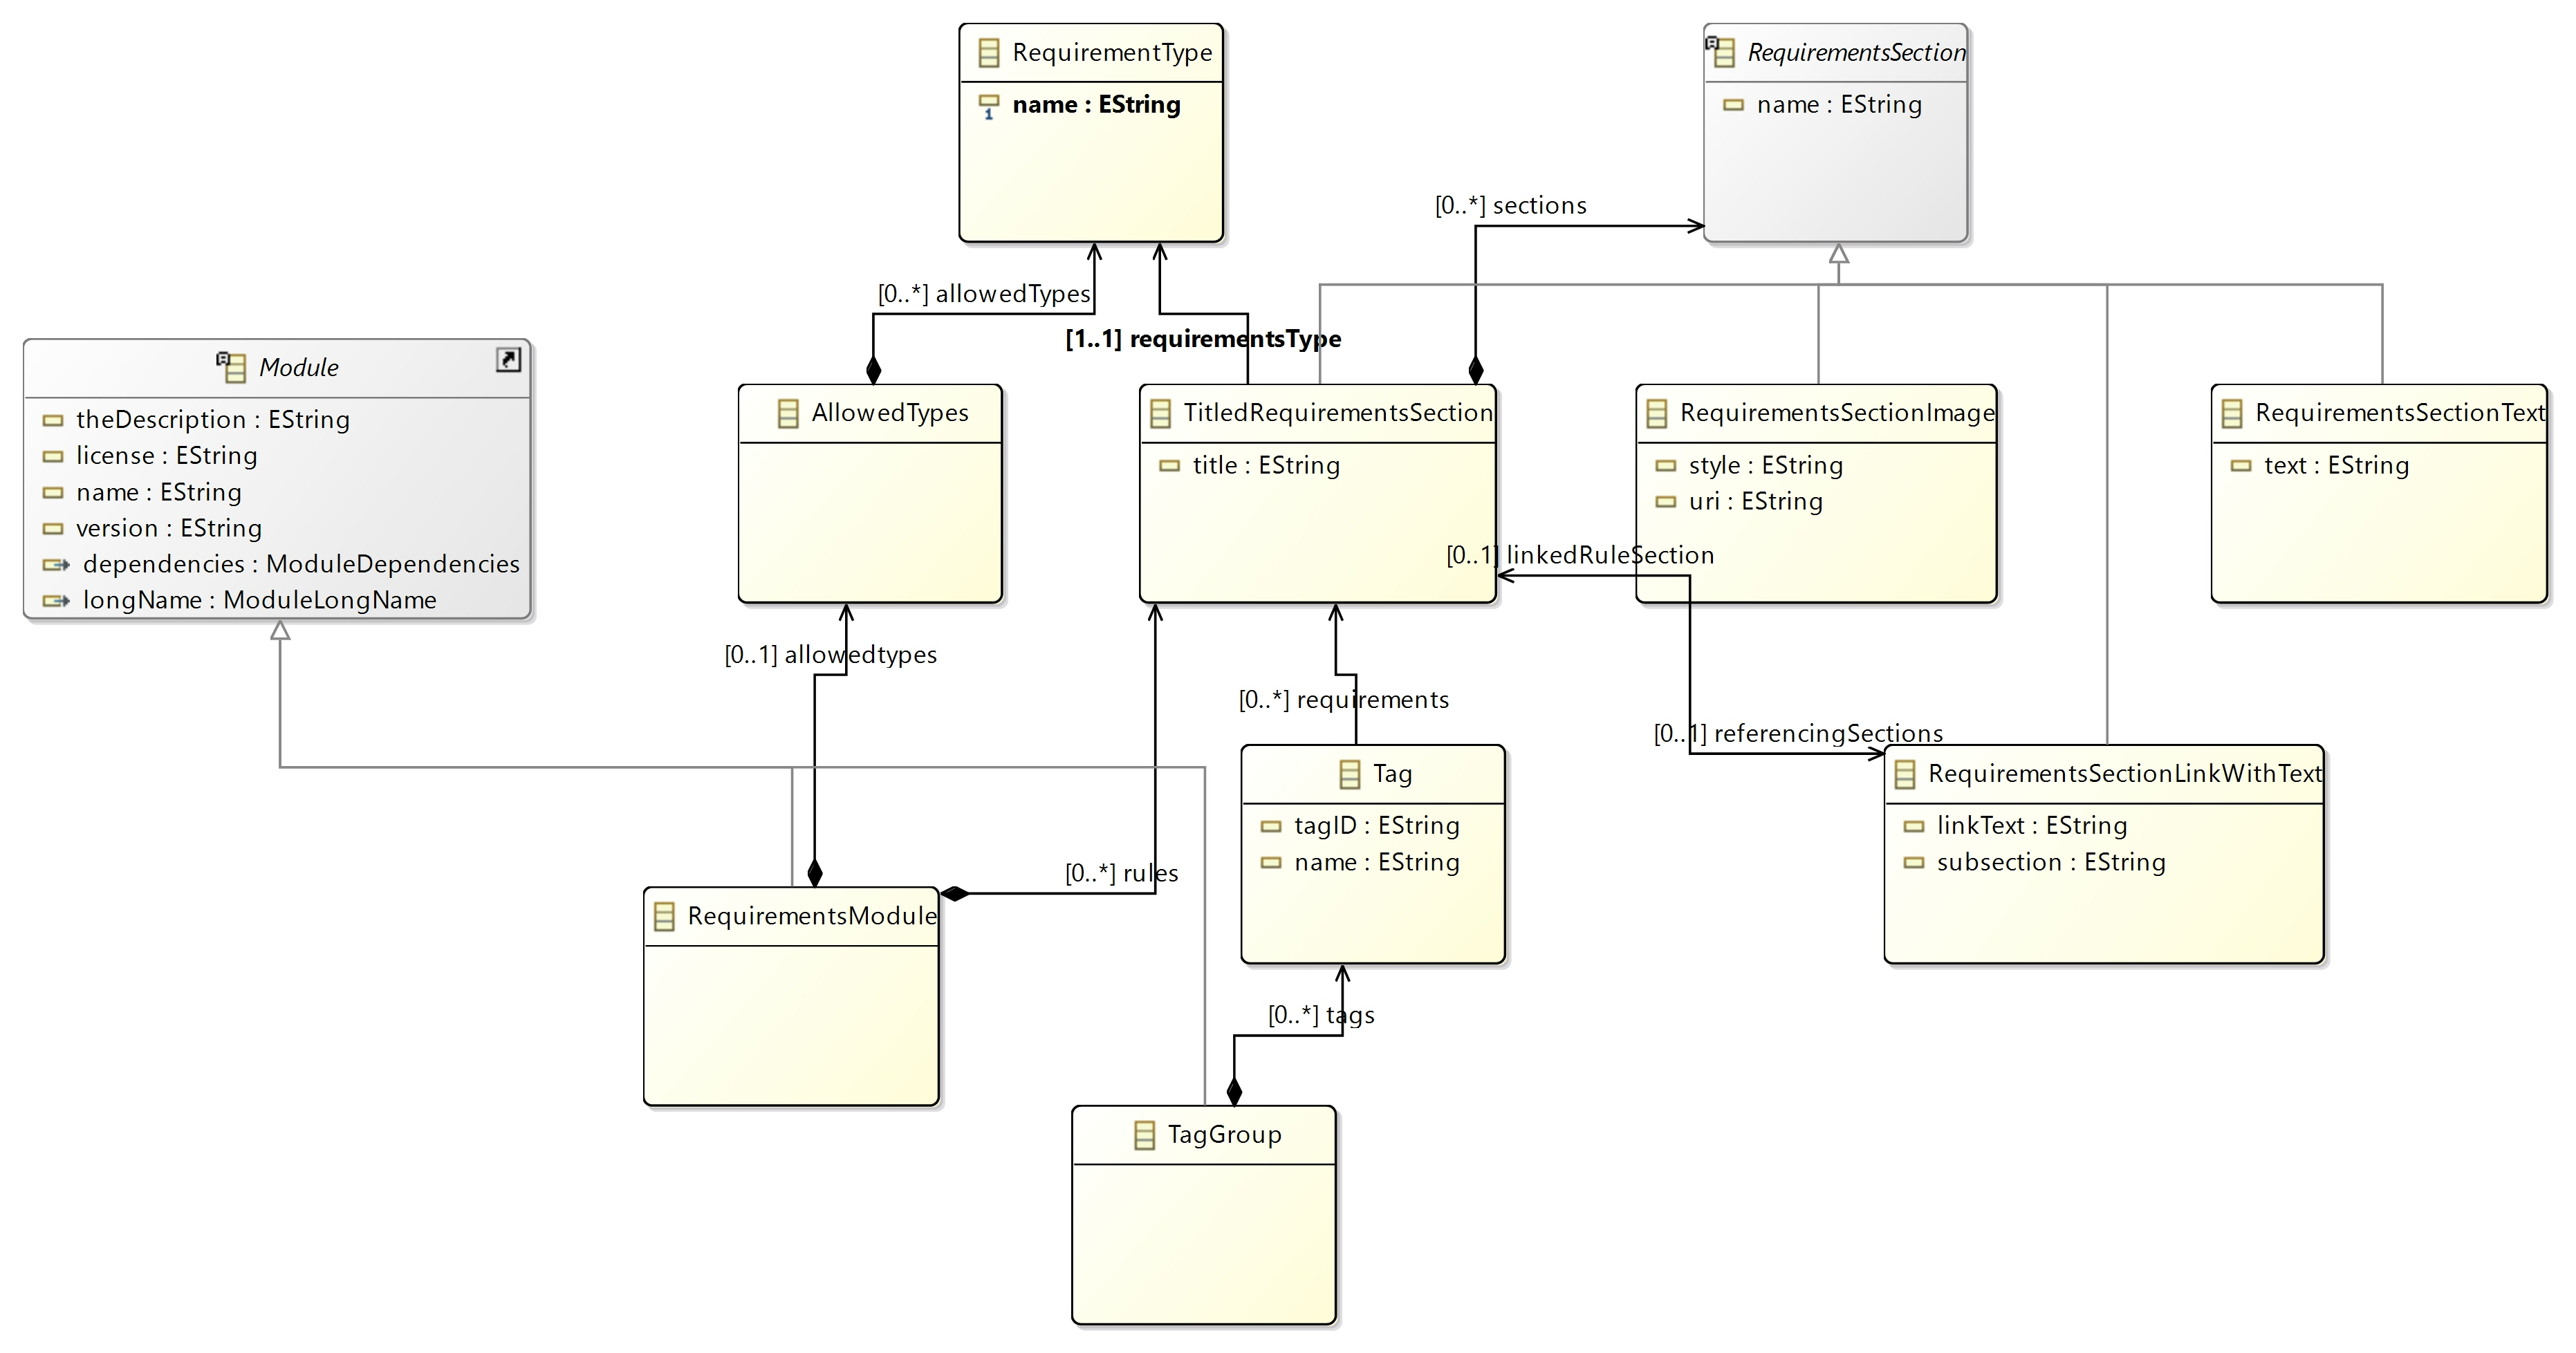 RequirementType
name : EString
1
RequirementsSection
name : EString
[0..*] sections
[0..*] allowedTypes
[1..1] requirementsType
Module
theDescription : EString
license : EString
name : EString
version : EString
dependencies : ModuleDependencies
longName : ModuleLongName
AllowedTypes
TitledRequirementsSection
title : EString
RequirementsSectionImage
style : EString
uri : EString
RequirementsSectionText
text : EString
[0..1] linkedRuleSection
[0..1] allowedtypes
[0..*] requirements
[0..1] referencingSections
Tag
tagID : EString
name : EString
RequirementsSectionLinkWithText
linkText : EString
subsection : EString
[0..*] rules
RequirementsModule
[0..*] tags
TagGroup